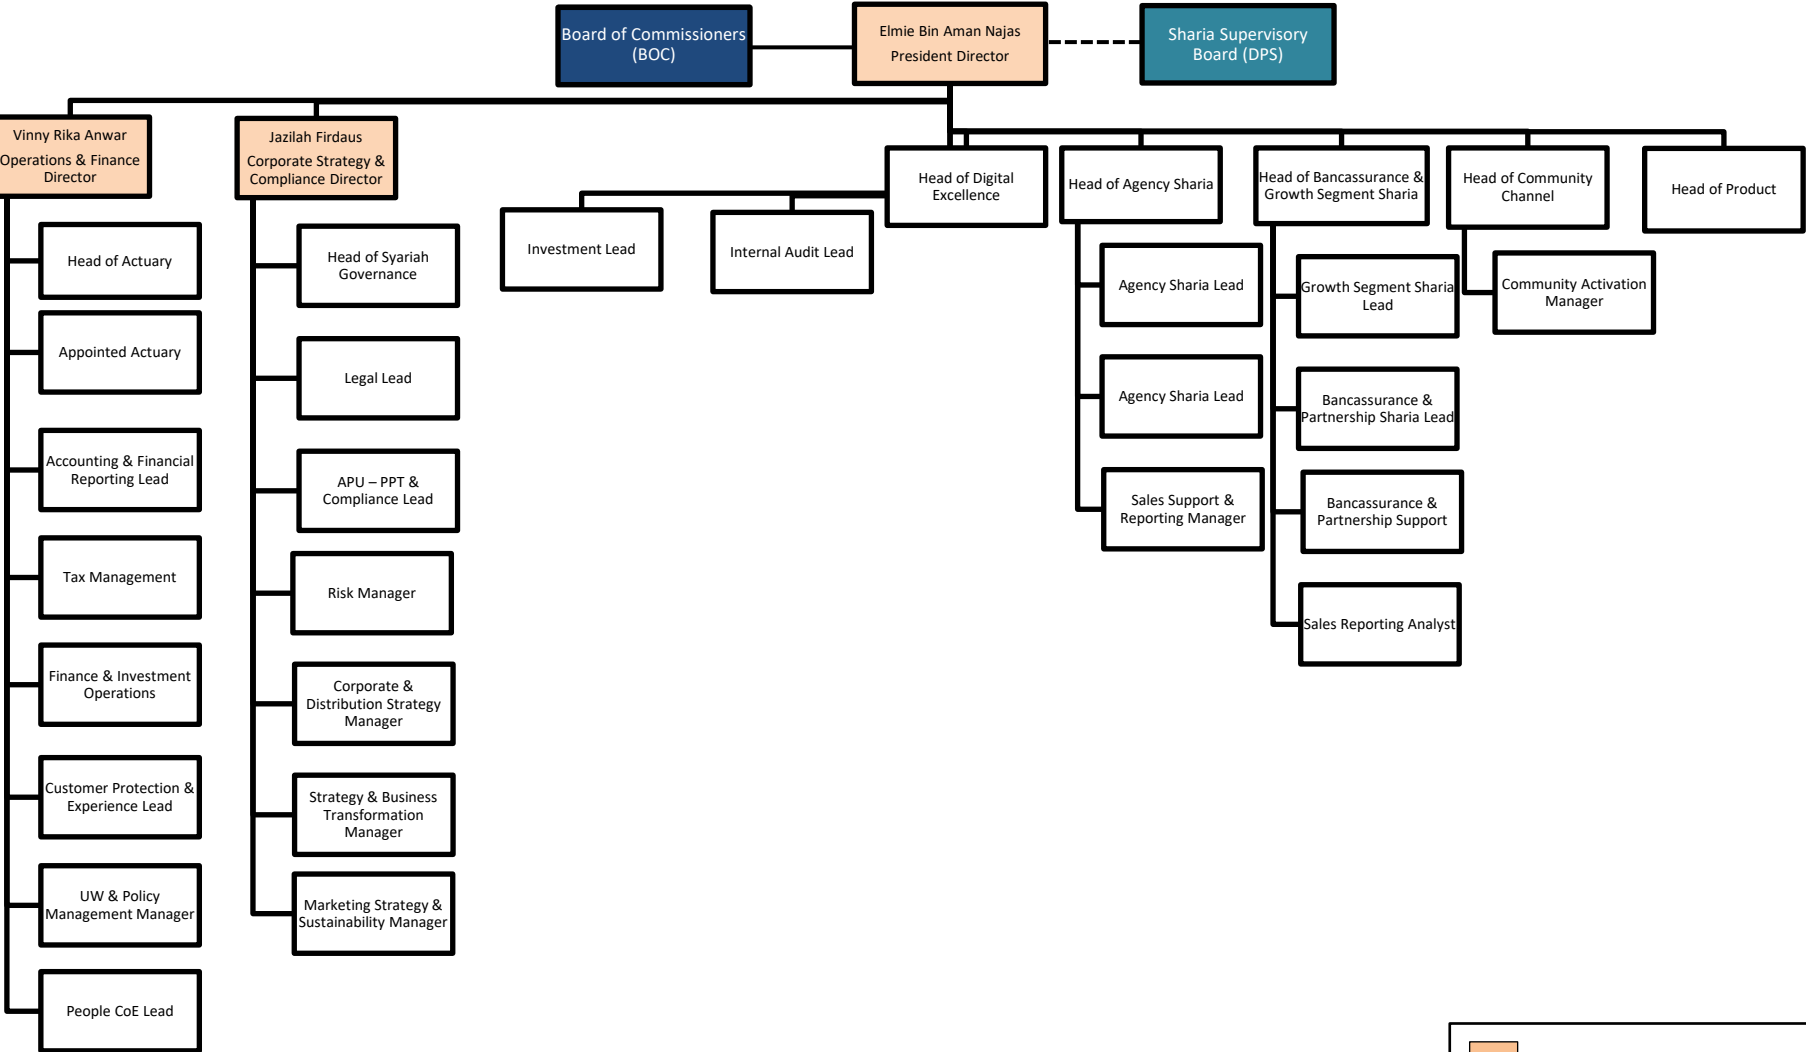 Board of Commissioners
(BOC)
Elmie Bin Aman Najas
President Director
Sharia Supervisory
Board (DPS)
Vinny Rika Anwar
Operations & Finance
Director
Jazilah Firdaus
Corporate Strategy &
Compliance Director
Head of Digital
Excellence
Head of Agency Sharia
Head of Bancassurance &
Growth Segment Sharia
Head of Community
Channel
Head of Product
Head of Actuary
Appointed Actuary
Accounting & Financial
Reporting Lead
Tax Management
Finance & Investment
Operations
Customer Protection &
Experience Lead
UW & Policy
Management Manager
People CoE Lead
Head of Syariah
Governance
Legal Lead
APU – PPT &
Compliance Lead
Risk Manager
Corporate &
Distribution Strategy
Manager
Strategy & Business
Transformation
Manager
Marketing Strategy &
Sustainability Manager
Investment Lead
Internal Audit Lead
Agency Sharia Lead
Agency Sharia Lead
Sales Support &
Reporting Manager
Growth Segment Sharia
Lead
Bancassurance &
Partnership Sharia Lead
Bancassurance &
Partnership Support
Sales Reporting Analyst
Community Activation
Manager